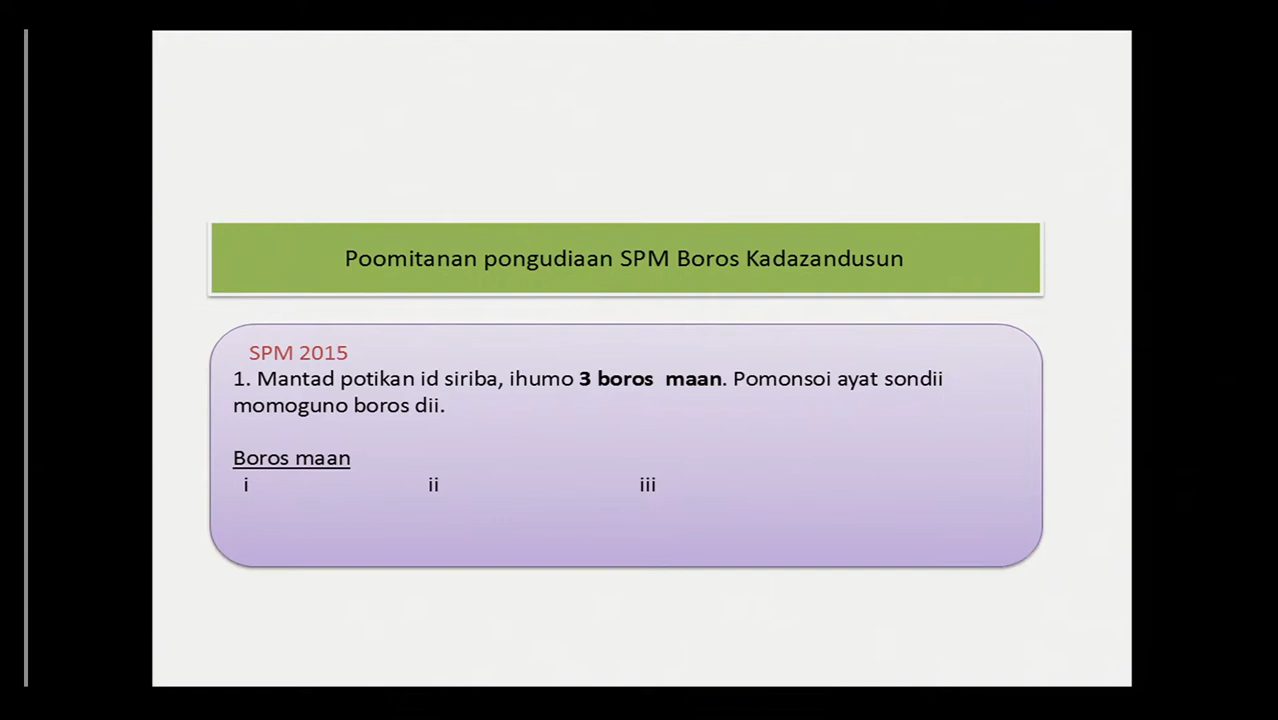 Poomitanan pongudiaan SPM Boros Kadazandusun
SPM 2015
1. Mantad potikan id siriba, ihumo 3 boros maan. Pomonsoi ayat sondii
momoguno boros dii.
Boros maan
i ii iii